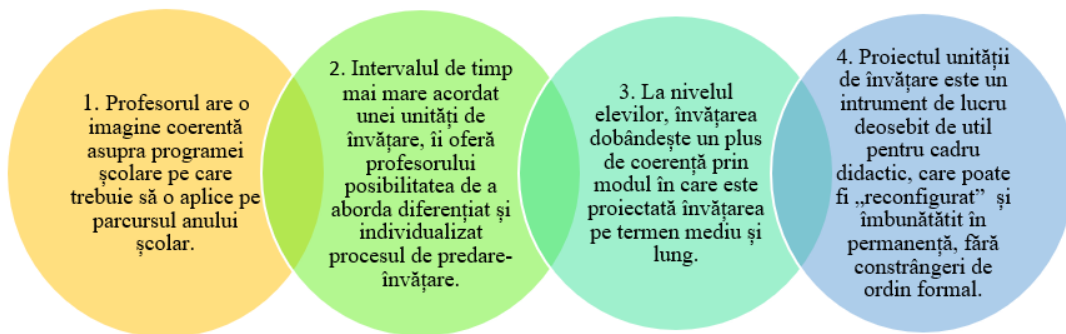 1. Profesorul are o
imagine coerentă
asupra programei
școlare pe care
trebuie să o aplice pe
parcursul anului
școlar.
2. Intervalul de timp
mai mare acordat
unei unități de
învățare, îi oferă
profesorului
posibilitatea de a
aborda diferențiat și
individualizat
procesul de predare-
învățare.
3. La nivelul
elevilor, învățarea
dobândește un plus
de coerență prin
modul în care este
proiectată învățarea
pe termen mediu și
lung.
4. Proiectul unității
de învățare este un
intrument de lucru
deosebit de util
pentru cadru
didactic, care poate
fi „reconfigurat” și
îmbunătătit în
permanență, fără
constrângeri de
ordin formal.